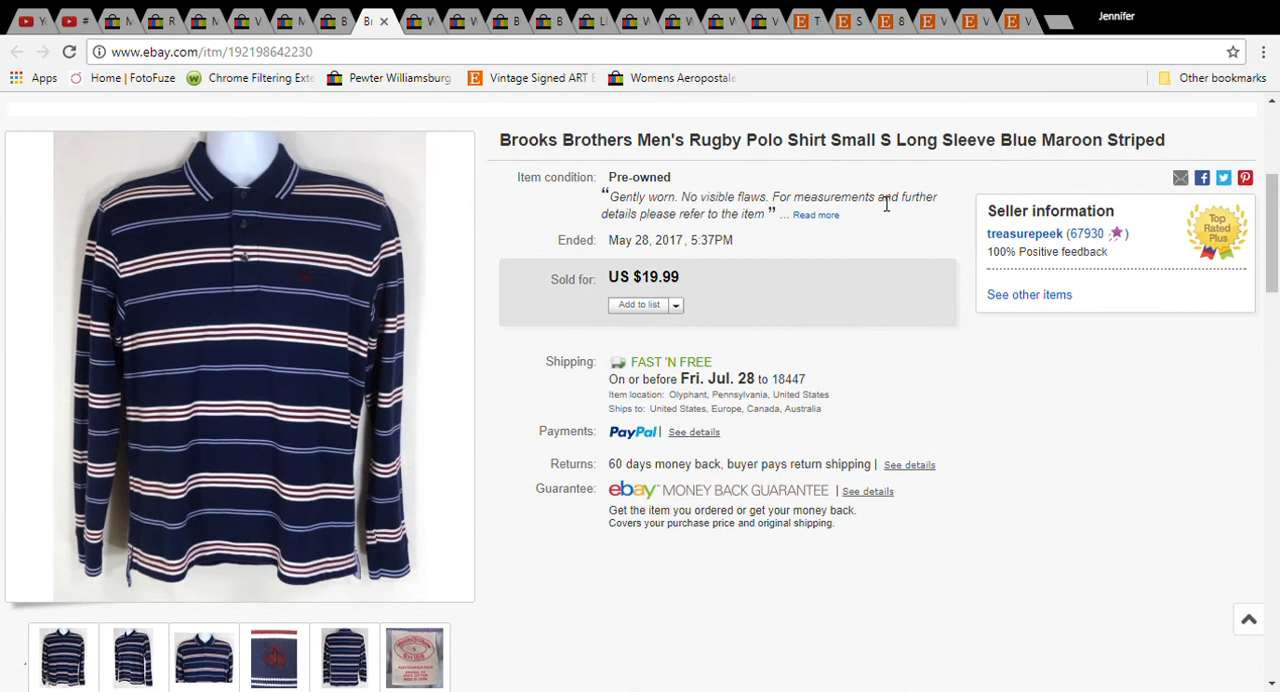 Jennifer
www.ebay.com/itm/192198642230
Apps Home | FotoFuze Chrome Filtering Exte Pewter Williamsburg Vintage Signed ART Womens Aeropostale Other bookmarks
Brooks Brothers Men's Rugby Polo Shirt Small S Long Sleeve Blue Maroon Striped
Item condition: Pre-owned
“Gently worn. No visible flaws. For measurements and further
details please refer to the item ” ... Read more
Ended: May 28, 2017, 5:37PM
Sold for: US $19.99
Add to list
Shipping: FAST 'N FREE
On or before Fri. Jul. 28 to 18447
Item location: Olyphant, Pennsylvania, United States
Ships to: United States, Europe, Canada, Australia
Payments: PayPal | See details
Returns: 60 days money back, buyer pays return shipping | See details
Guarantee: ebay MONEY BACK GUARANTEE | See details
Get the item you ordered or get your money back.
Covers your purchase price and original shipping.
Seller information
treasurepeek (67930 )
100% Positive feedback
See other items
Top
Rated
Plus